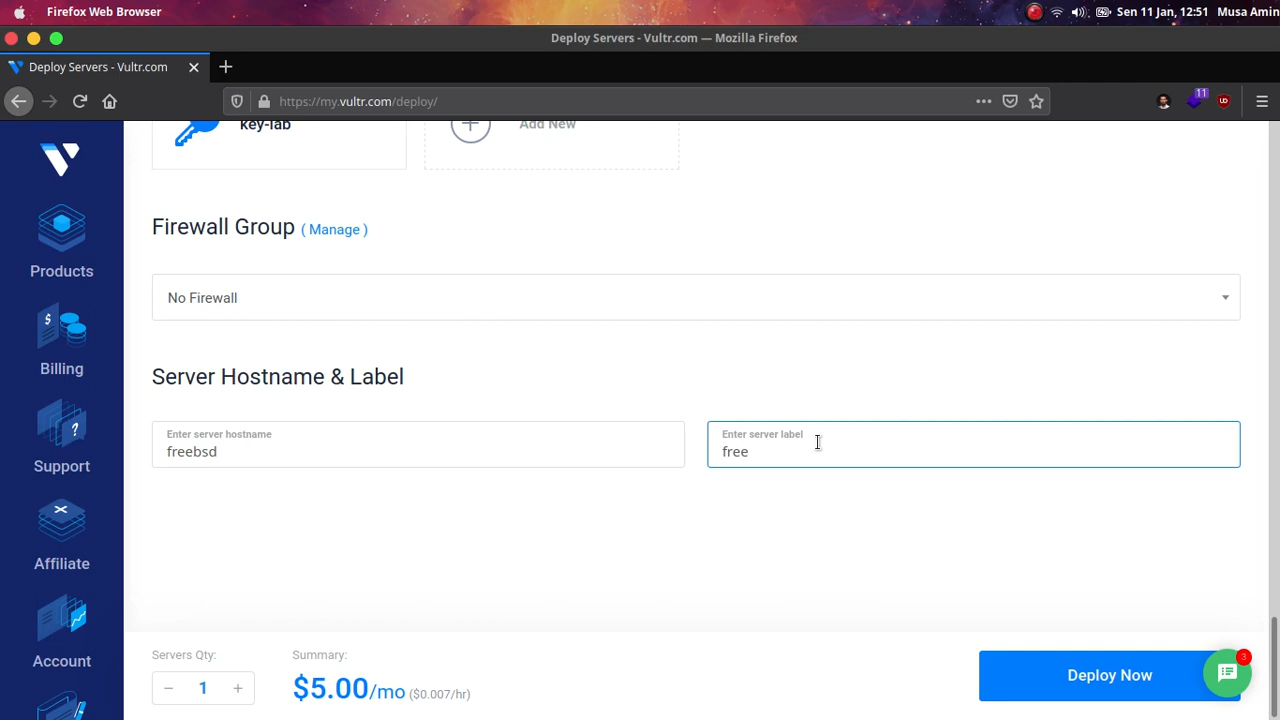 Firefox Web Browser
Sen 11 Jan, 12:51 Musa Amin
Deploy Servers - Vultr.com — Mozilla Firefox
Deploy Servers - Vultr.com
https://my.vultr.com/deploy/
11
key-lab
Add New
Products
Firewall Group ( Manage )
No Firewall
Billing
Server Hostname & Label
Enter server hostname
freebsd
Enter server label
free
Support
Affiliate
Account
Servers Qty:
1
Summary:
$5.00/mo ($0.007/hr)
Deploy Now
3